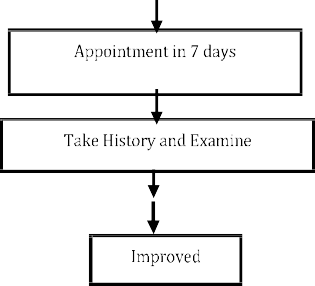 Appointment in 7 days
Take History and Examine
Improved